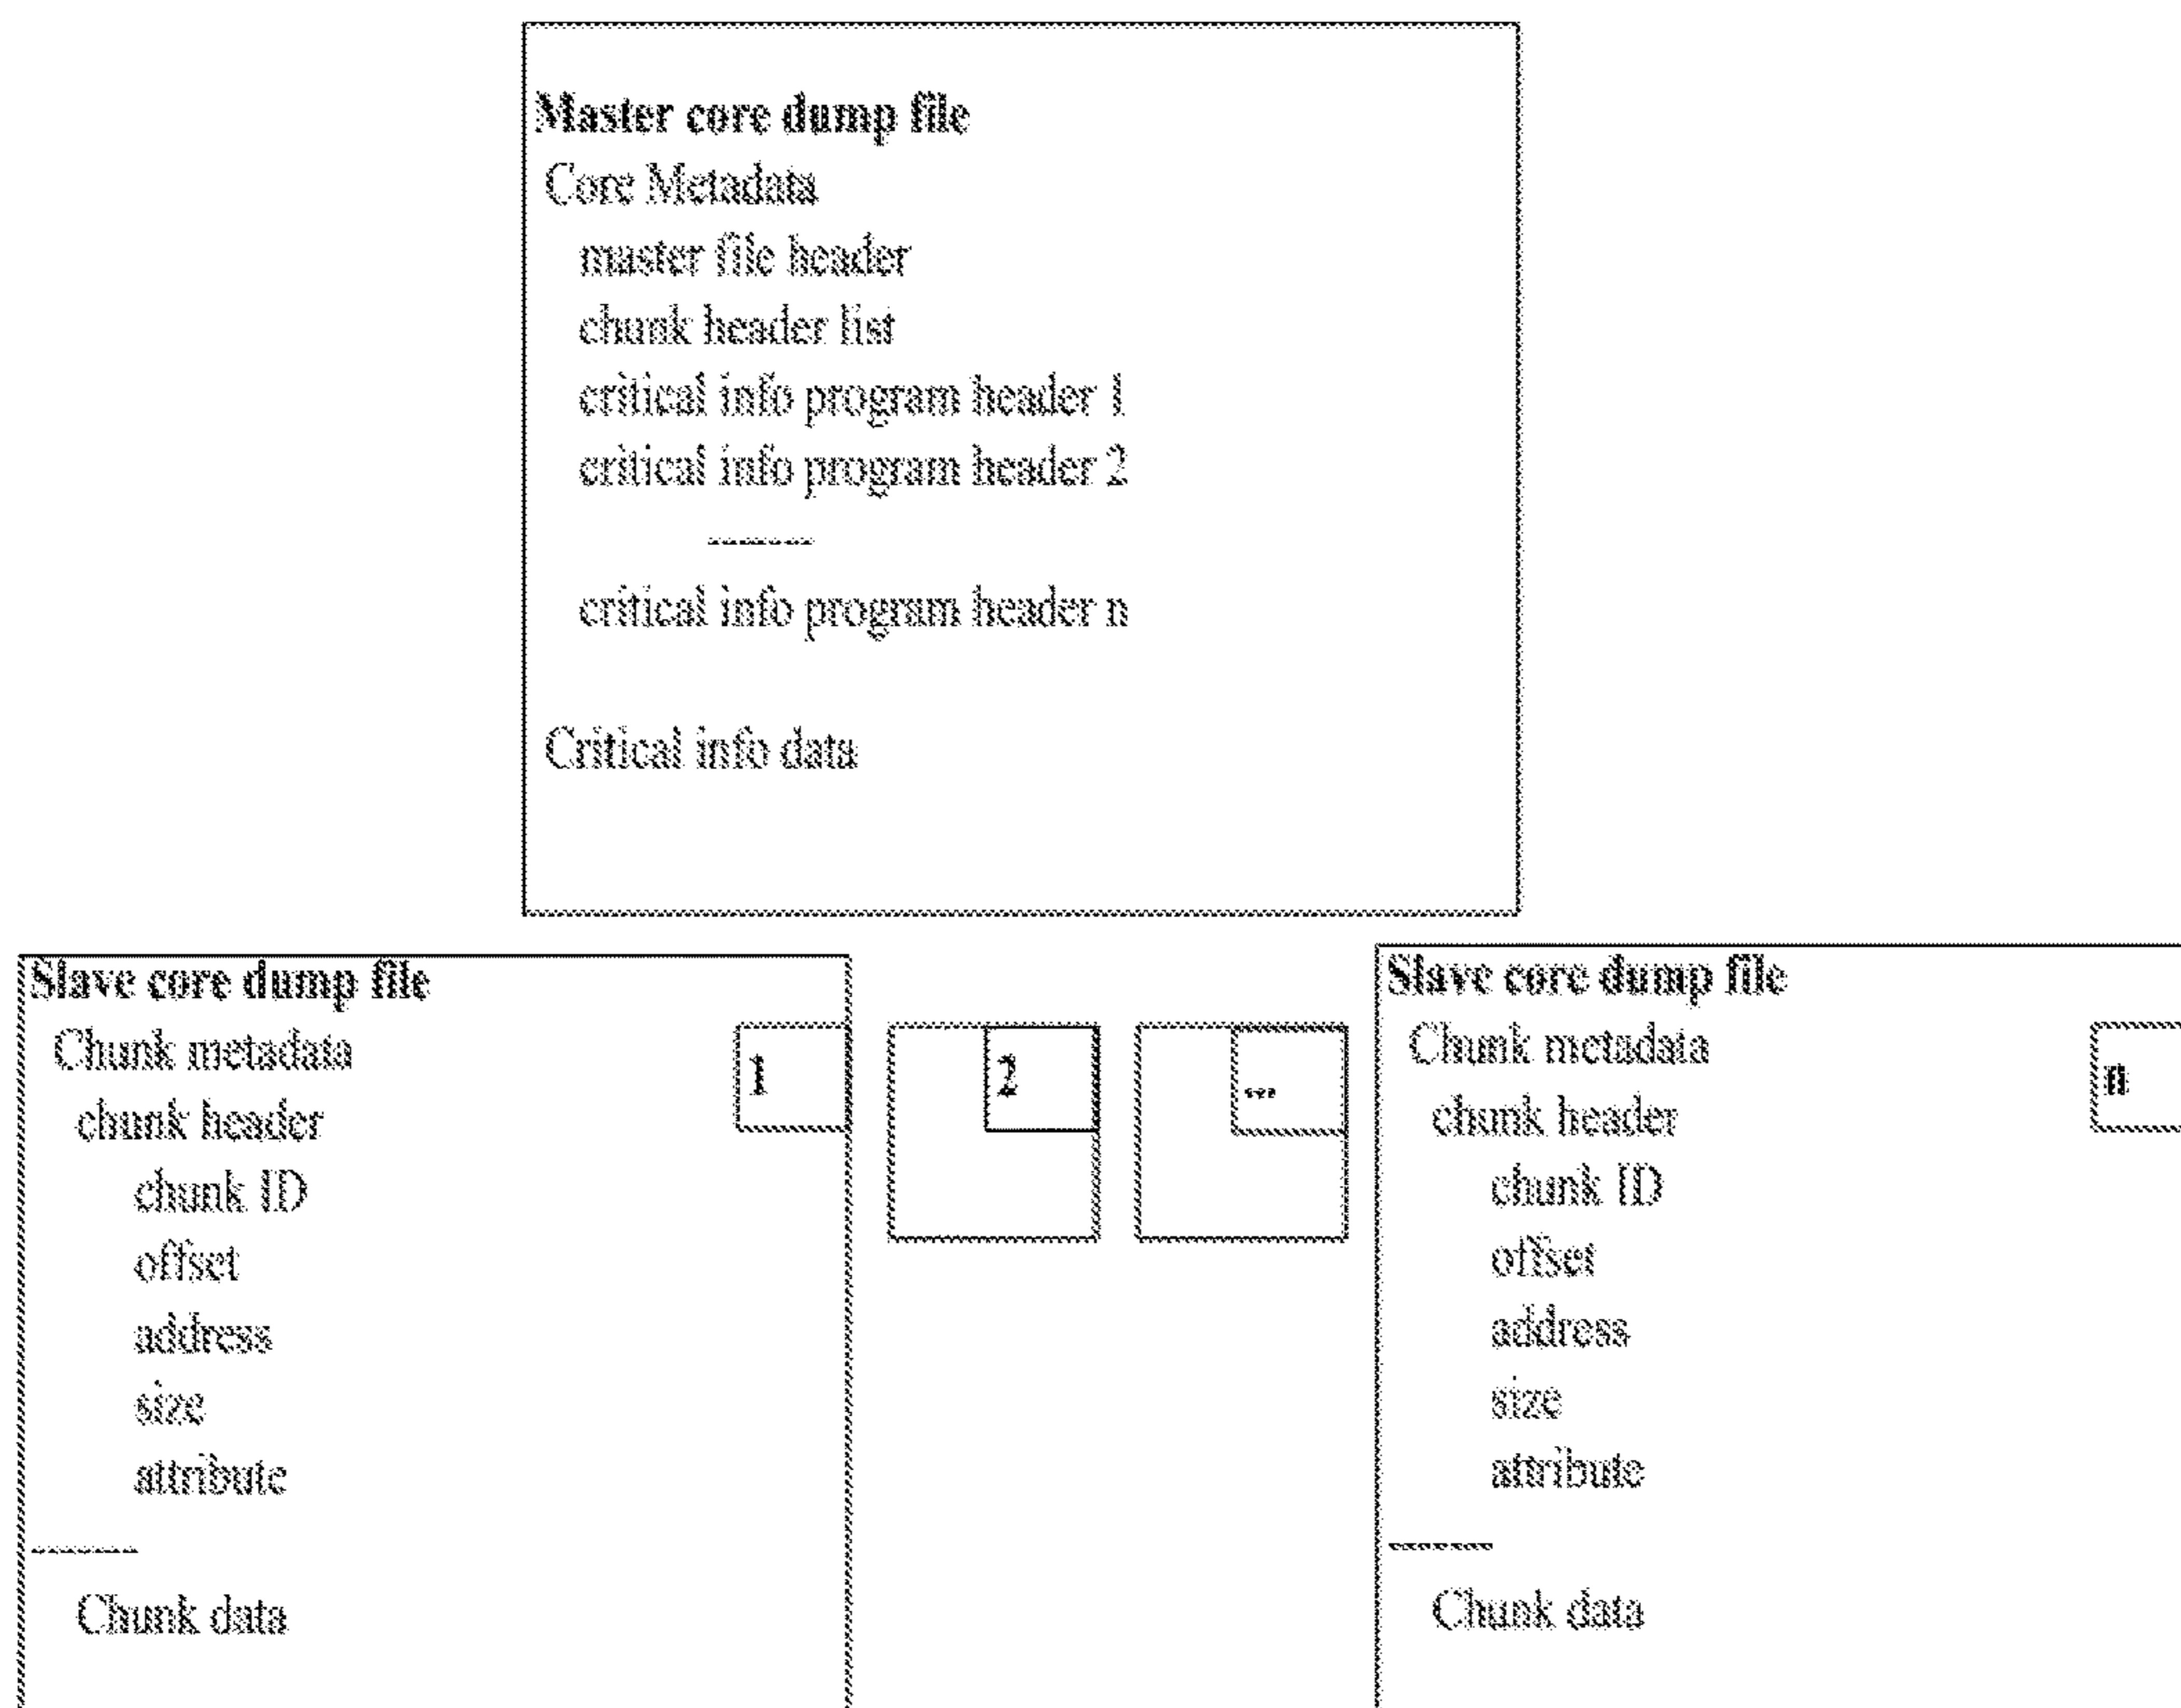 Master core dump file
Core Metadata
master file header
chunk header list
critical info program header 1
critical info program header 2
--------
critical info program header n
Critical info data
Slave core dump file
Chunk metadata
chunk header
chunk ID
offset
address
size
attribute
--------
Chunk data
1
2
...
Slave core dump file
Chunk metadata
chunk header
chunk ID
offset
address
size
attribute
--------
Chunk data
n